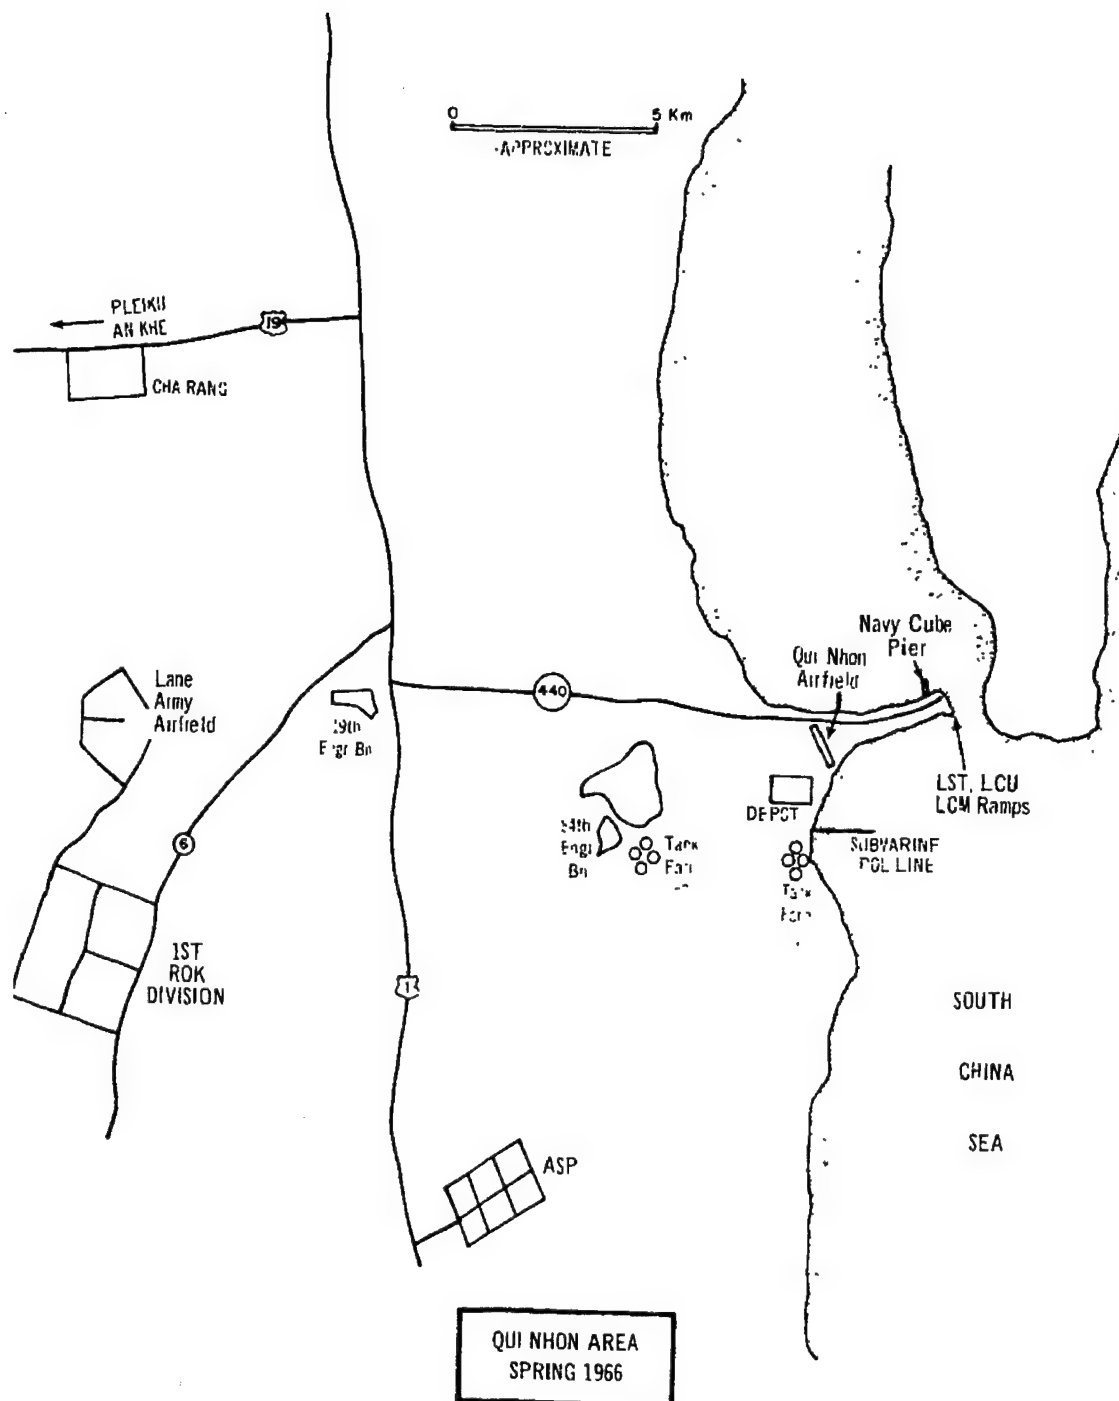 0 5 Km
APPROXIMATE
PLEIKU
AN KHE
19
CHA RANG
Navy Cube
Pier
Qui Nhon
Airfield
Lane
Army
Airfield
440
19th
Engr Bn
LST, LCU
LCM Ramps
DEPOT
Engr
Bn
Tank
SUBMARINE
POL LINE
6
Tank
Farm
1ST
ROK
DIVISION
1
SOUTH
CHINA
SEA
ASP
QUI NHON AREA
SPRING 1966